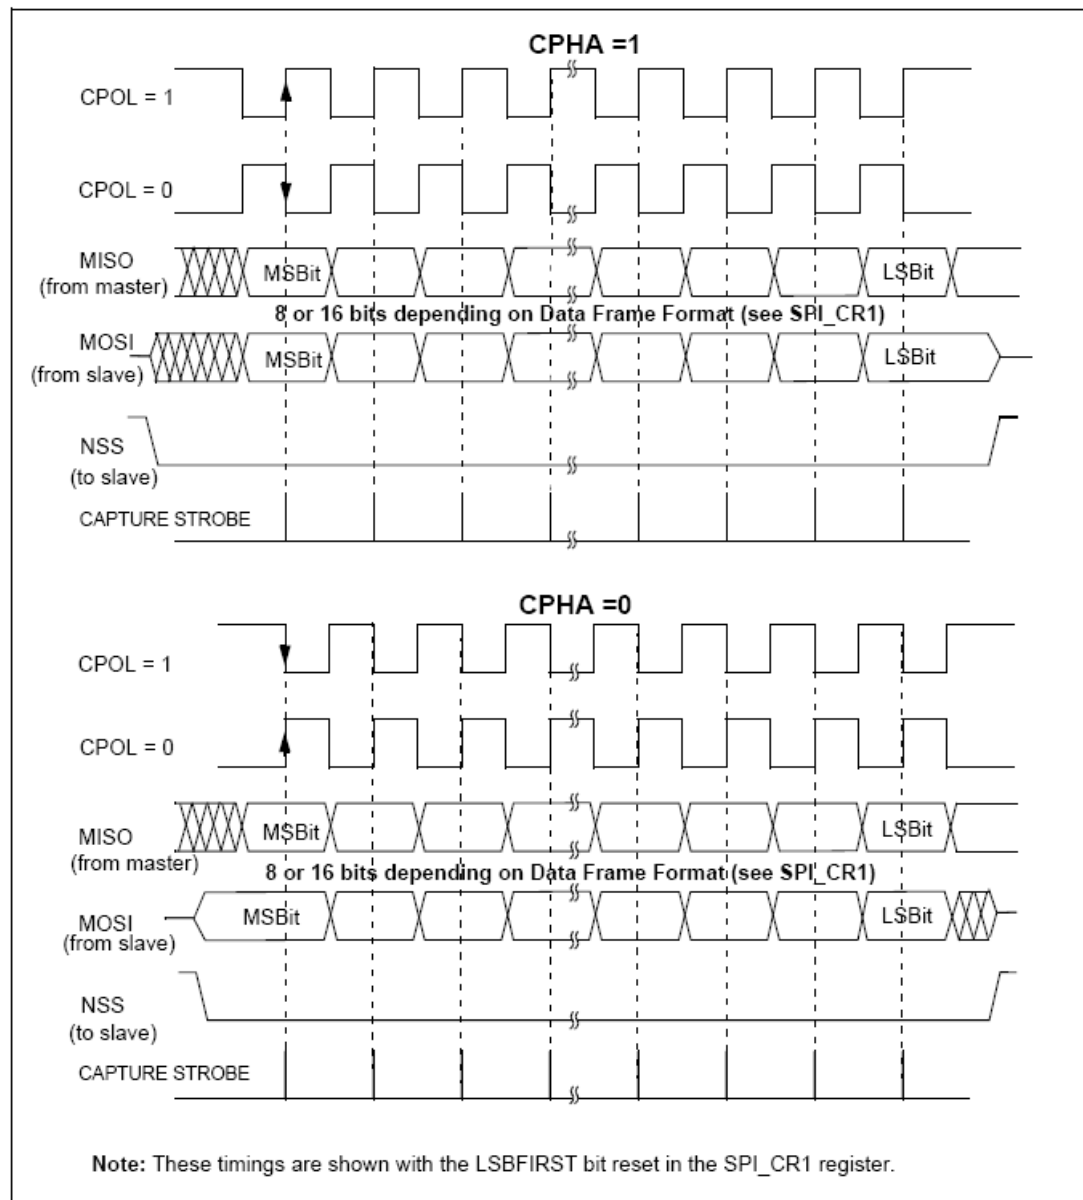 CPHA =1
CPOL = 1
CPOL = 0
MISO
(from master)
MSBit
LSBit
8 or 16 bits depending on Data Frame Format (see SPI_CR1)
MOSI
(from slave)
MSBit
LSBit
NSS
(to slave)
CAPTURE STROBE
CPHA =0
CPOL = 1
CPOL = 0
MISO
(from master)
MSBit
LSBit
8 or 16 bits depending on Data Frame Format (see SPI_CR1)
MOSI
(from slave)
MSBit
LSBit
NSS
(to slave)
CAPTURE STROBE
Note: These timings are shown with the LSBFIRST bit reset in the SPI_CR1 register.